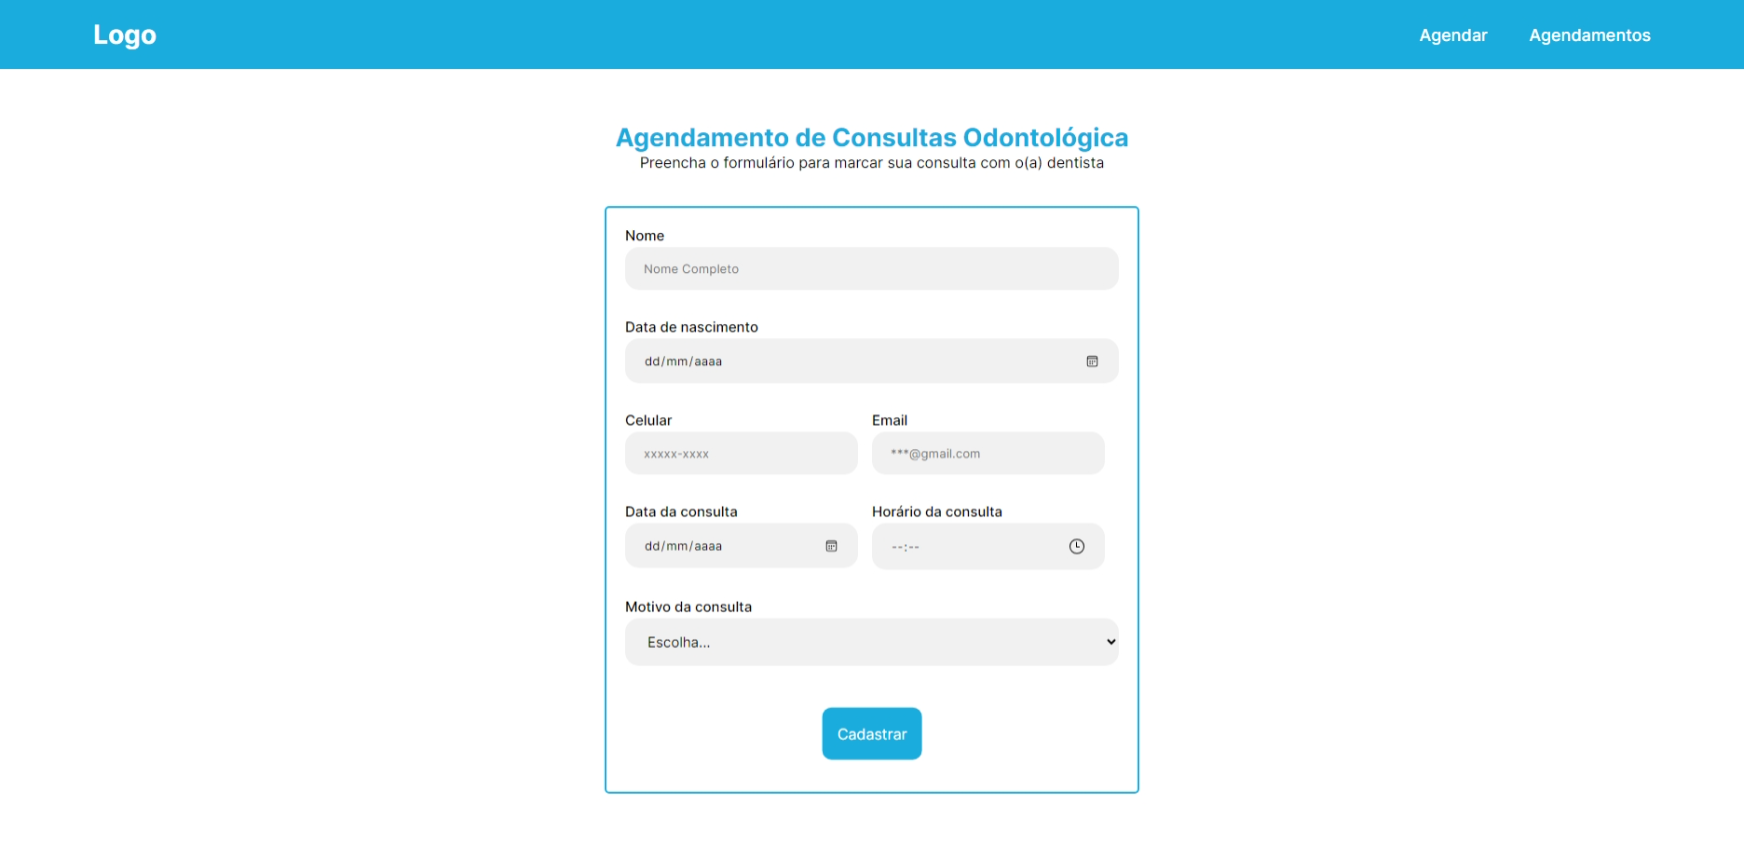 Logo
Agendar Agendamentos
Agendamento de Consultas Odontológica
Preencha o formulário para marcar sua consulta com o(a) dentista
Nome
Nome Completo
Data de nascimento
dd/mm/aaaa
Celular Email
xxxxx-xxxx ***@gmail.com
Data da consulta Horário da consulta
dd/mm/aaaa --:--
Motivo da consulta
Escolha...
Cadastrar